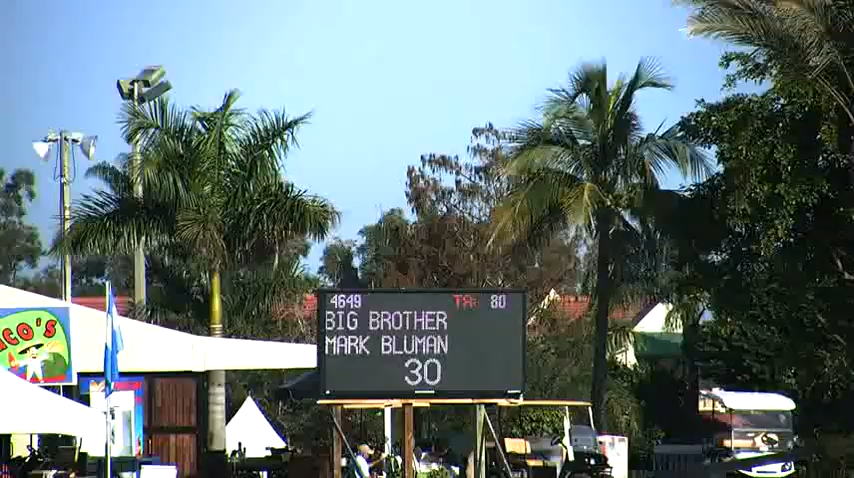 4649 TA: 80
BIG BROTHER
MARK BLUMAN
30
CO'S